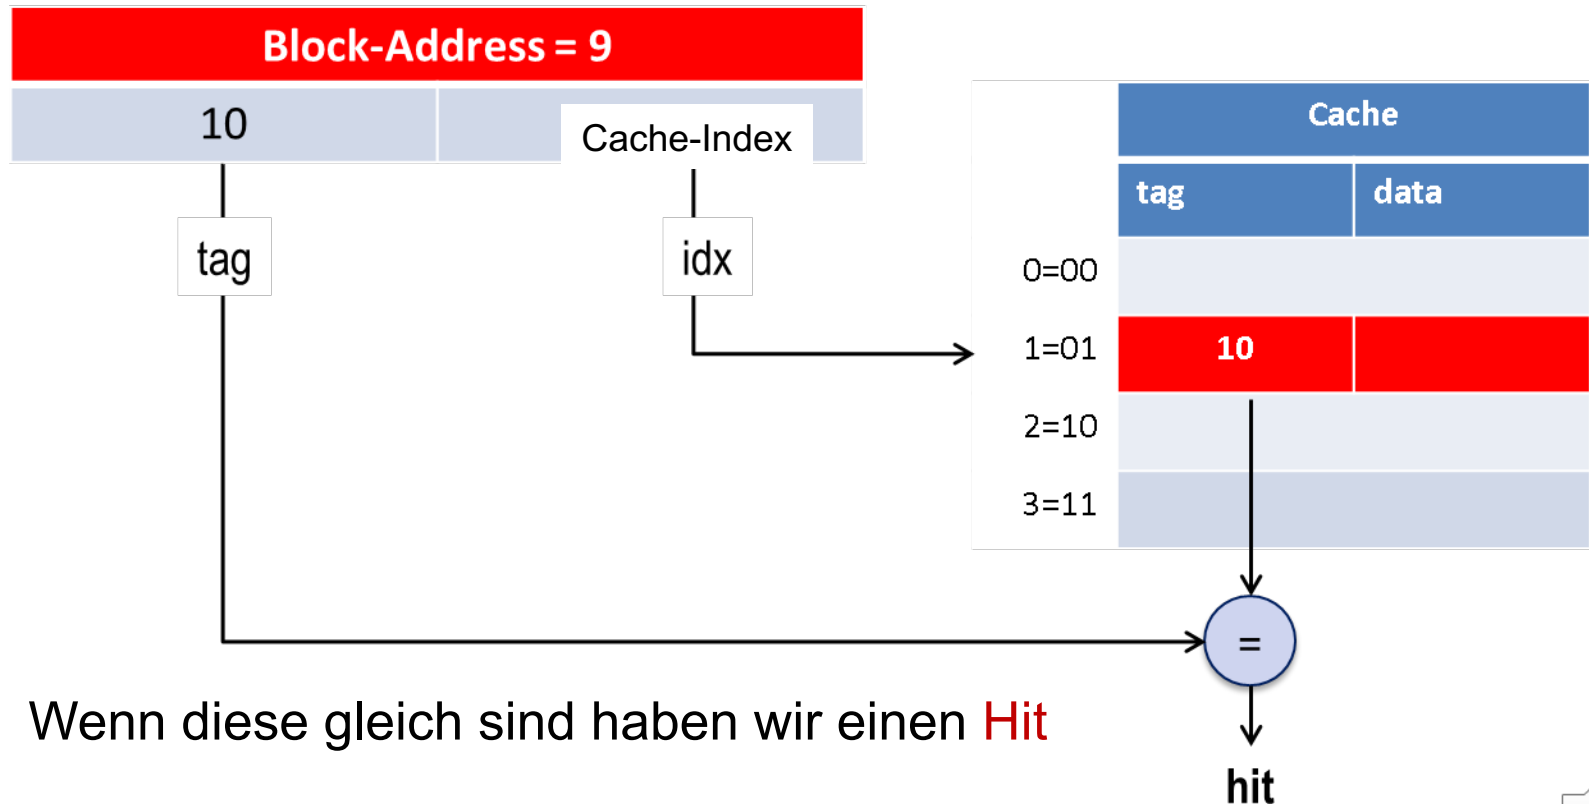 Block-Address = 9
10
Cache-Index
tag
idx
Cache
tag data
0=00
1=01 10
2=10
3=11
=
Wenn diese gleich sind haben wir einen Hit
hit